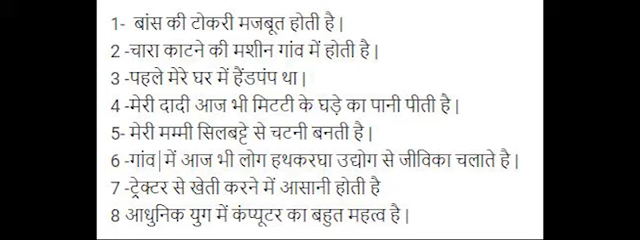 1- बांस की टोकरी मजबूत होती है |
2 -चारा काटने की मशीन गांव में होती है |
3 -पहले मेरे घर में हैंडपंप था |
4 -मेरी दादी आज भी मिटटी के घड़े का पानी पीती है |
5- मेरी मम्मी सिलबट्टे से चटनी बनती है |
6 -गांव में आज भी लोग हथकरघा उद्योग से जीविका चलाते है |
7 -ट्रेक्टर से खेती करने में आसानी होती है
8 आधुनिक युग में कंप्यूटर का बहुत महत्व है |